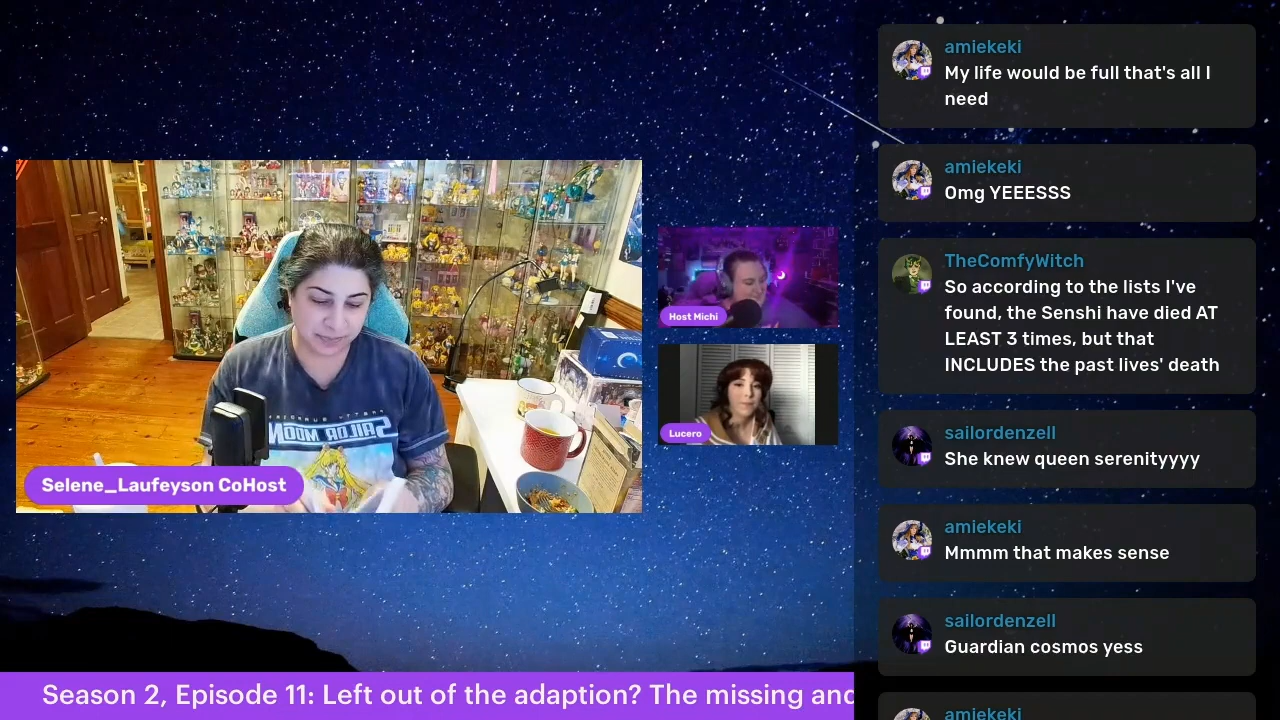 amiekeki
My life would be full that's all I
need
amiekeki
Omg YEEESSS
TheComfyWitch
So according to the lists I've
found, the Senshi have died AT
LEAST 3 times, but that
INCLUDES the past lives' death
sailordenzell
She knew queen serenityyyy
amiekeki
Mmmm that makes sense
sailordenzell
Guardian cosmos yess
amiekeki
Host Michi
Lucero
SAILOR MOON
Selene_Laufeyson CoHost
Season 2, Episode 11: Left out of the adaption? The missing and